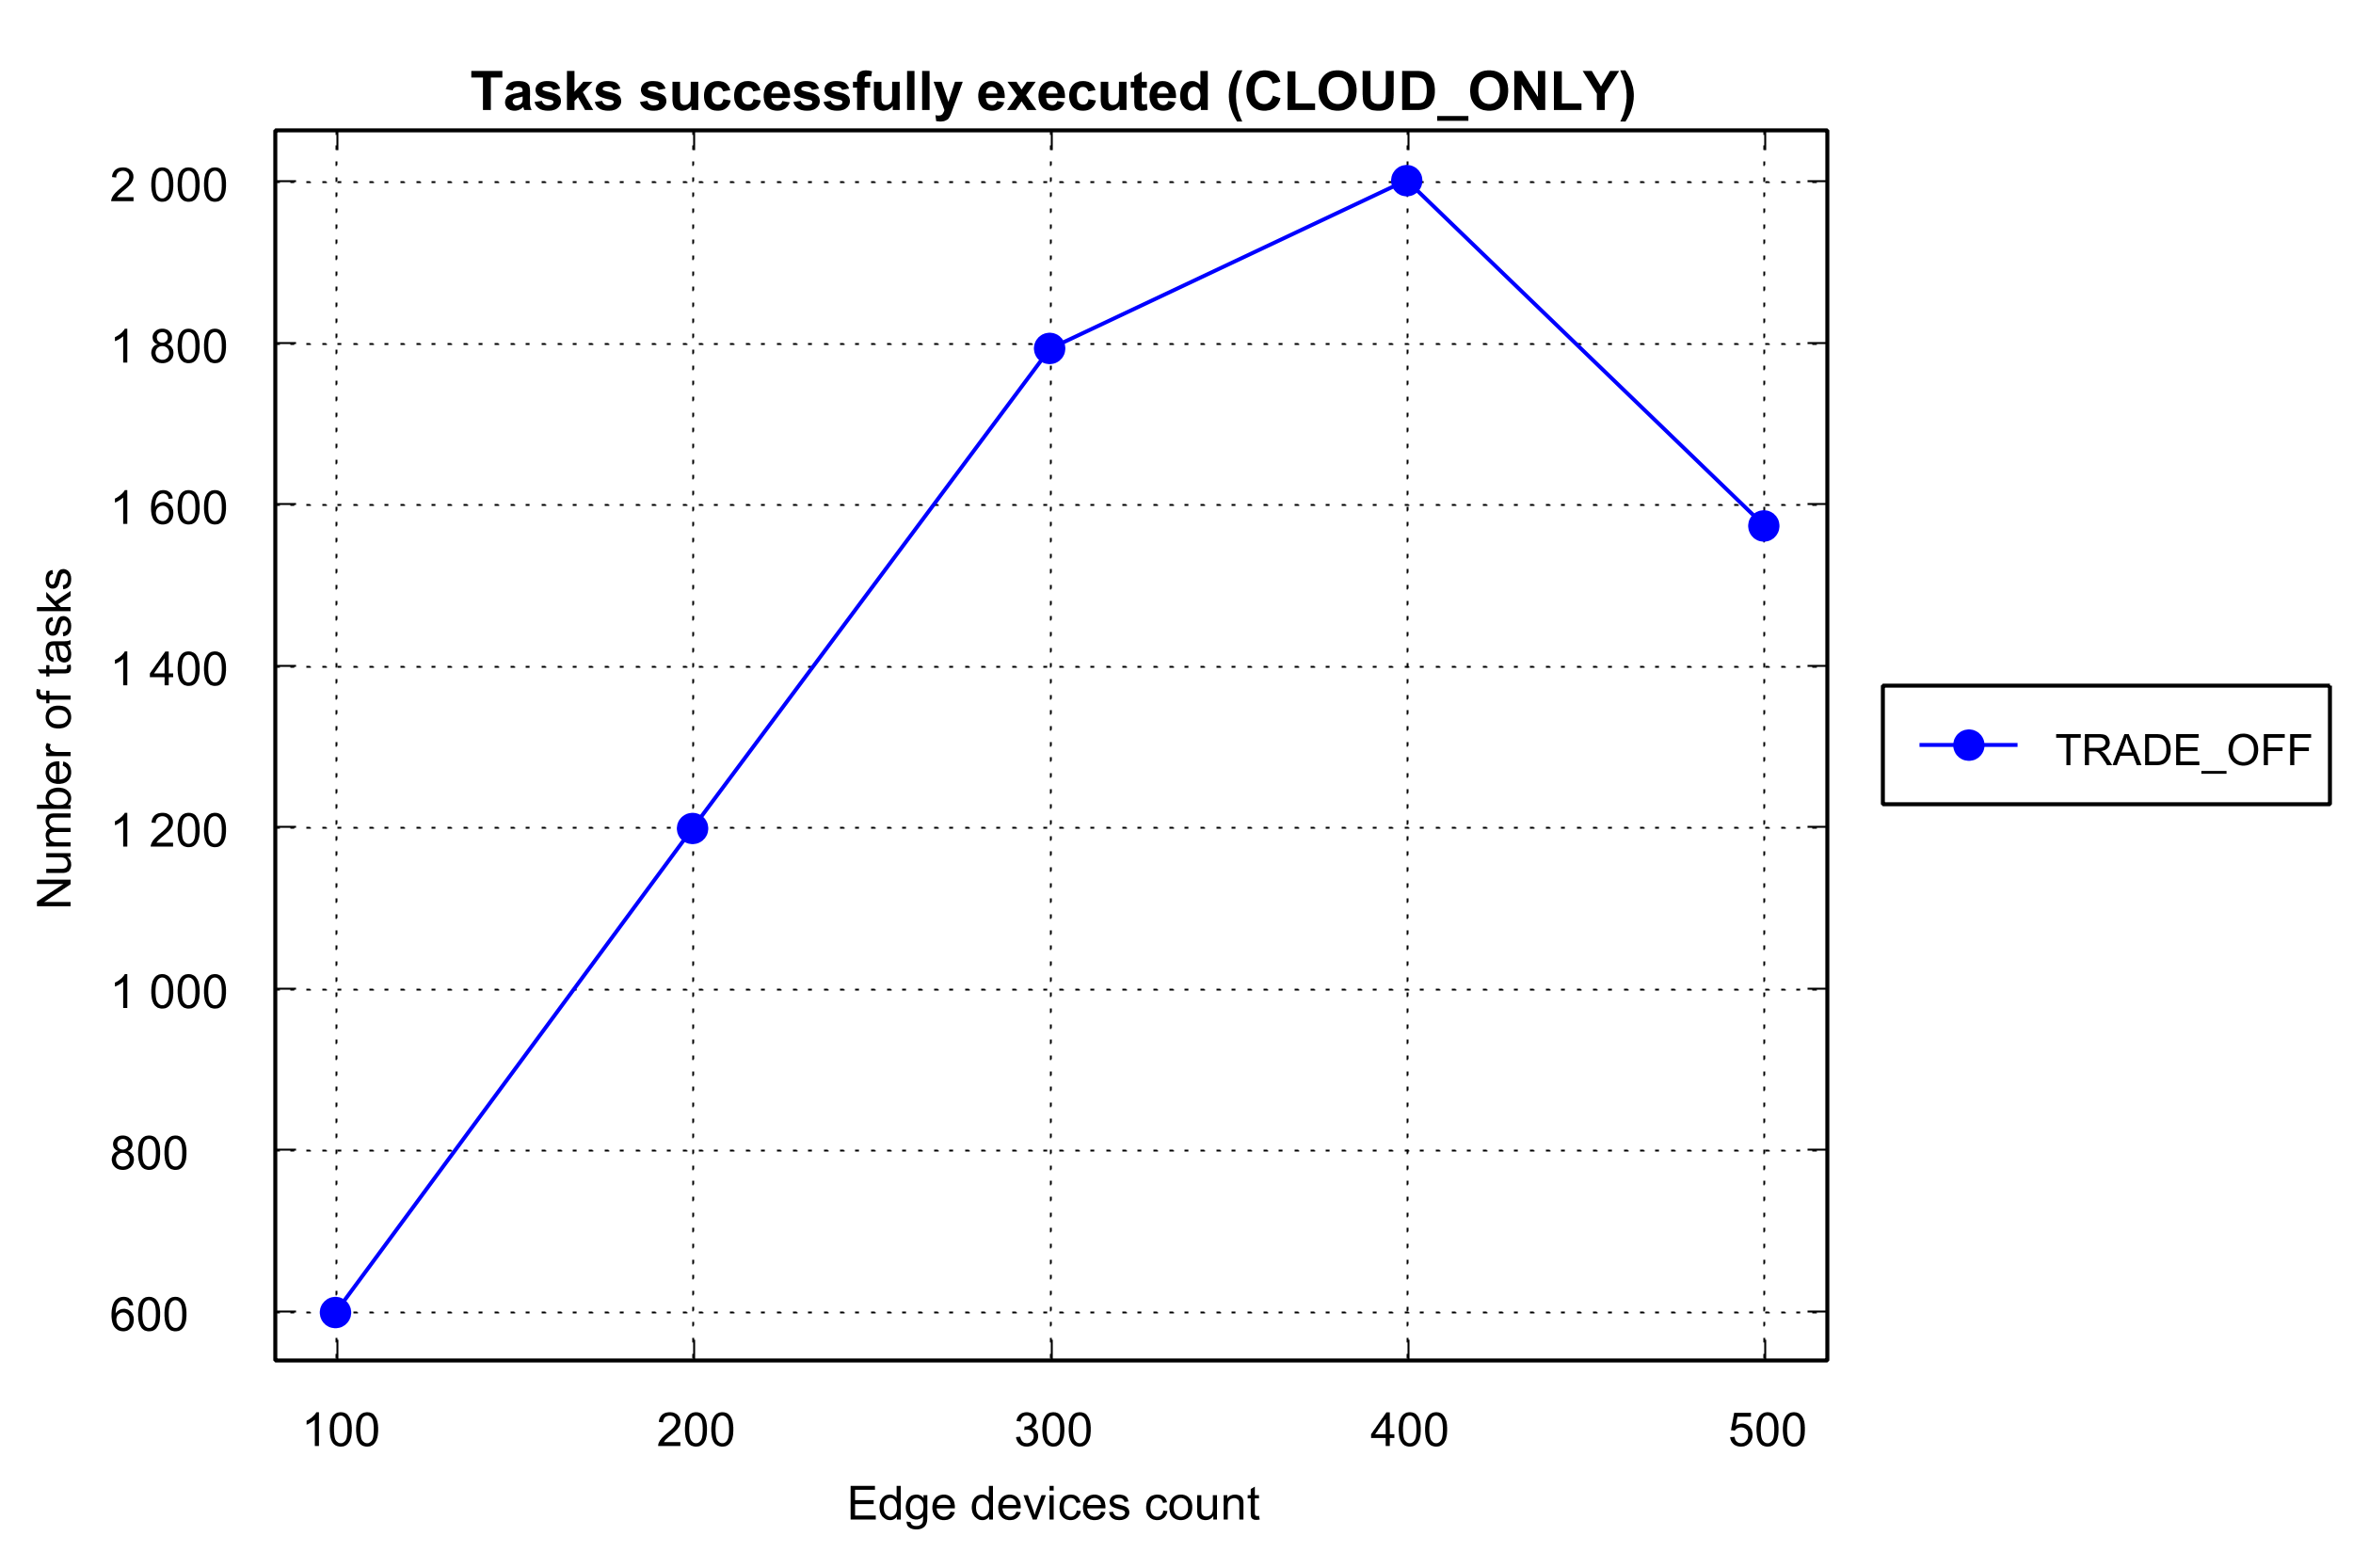 Tasks successfully executed (CLOUD_ONLY)
2 000
1 800
1 600
1 400
1 200
1 000
800
600
Number of tasks
100 200 300 400 500
Edge devices count
TRADE_OFF